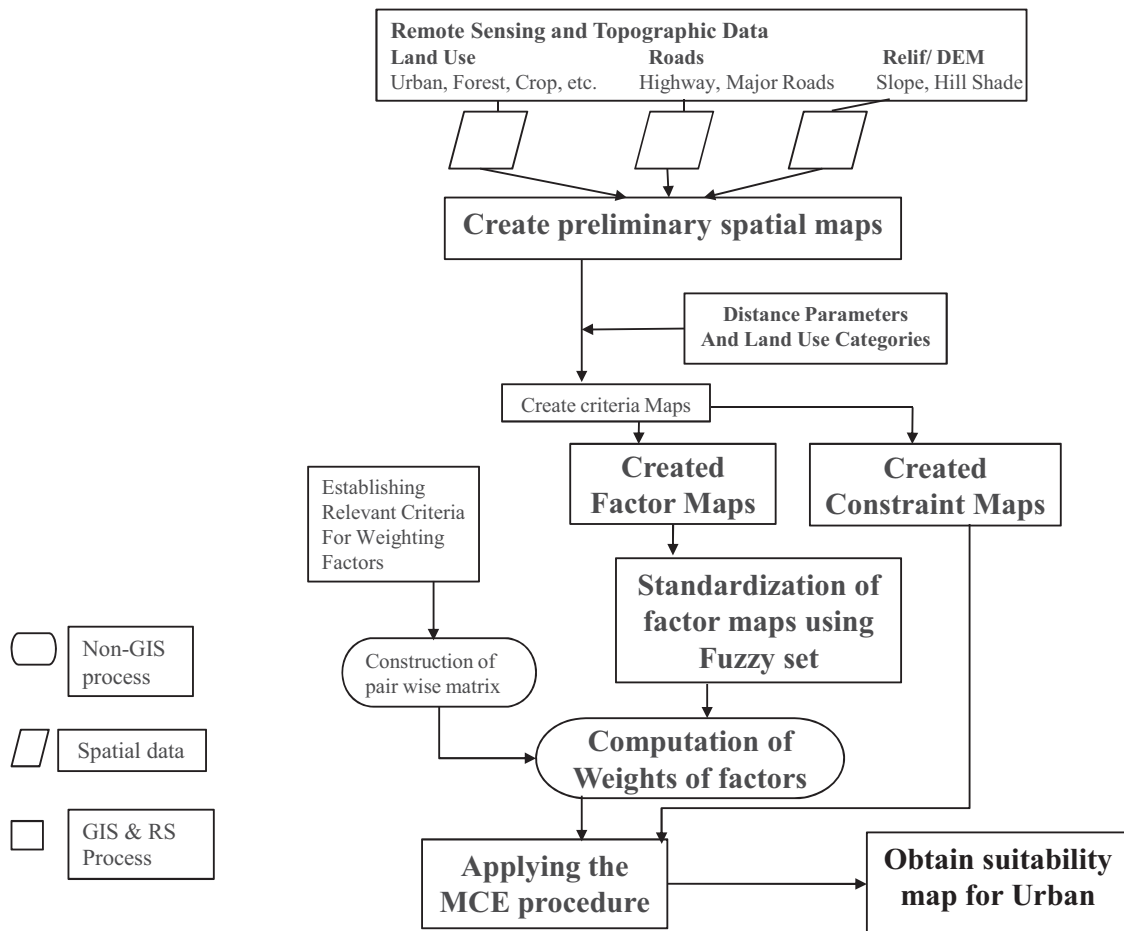 Remote Sensing and Topographic Data
Land Use Roads Relif/ DEM
Urban, Forest, Crop, etc. Highway, Major Roads Slope, Hill Shade
Create preliminary spatial maps
Distance Parameters
And Land Use Categories
Create criteria Maps
Created
Factor Maps
Created
Constraint Maps
Establishing
Relevant Criteria
For Weighting
Factors
Standardization of
factor maps using
Fuzzy set
Construction of
pair wise matrix
Computation of
Weights of factors
Applying the
MCE procedure
Obtain suitability
map for Urban
Non-GIS
process
Spatial data
GIS & RS
Process